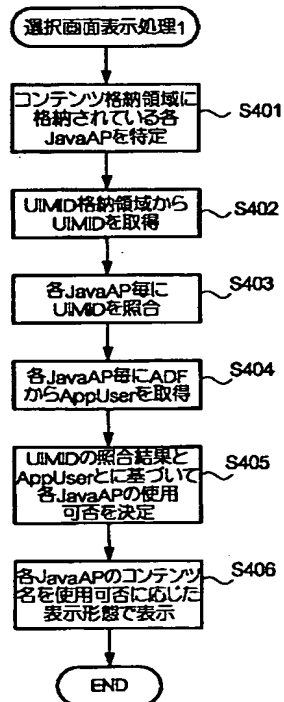 選択画面表示処理1
コンテンツ格納領域に
格納されている各
JavaAPを特定
S401
UIMID格納領域から
UIMIDを取得
S402
各JavaAP毎に
UIMIDを照合
S403
各JavaAP毎にADF
からAppUserを取得
S404
UIMIDの照合結果と
AppUserとに基づいて
各JavaAPの使用
可否を決定
S405
各JavaAPのコンテンツ
名を使用可否に応じた
表示形態で表示
S406
END